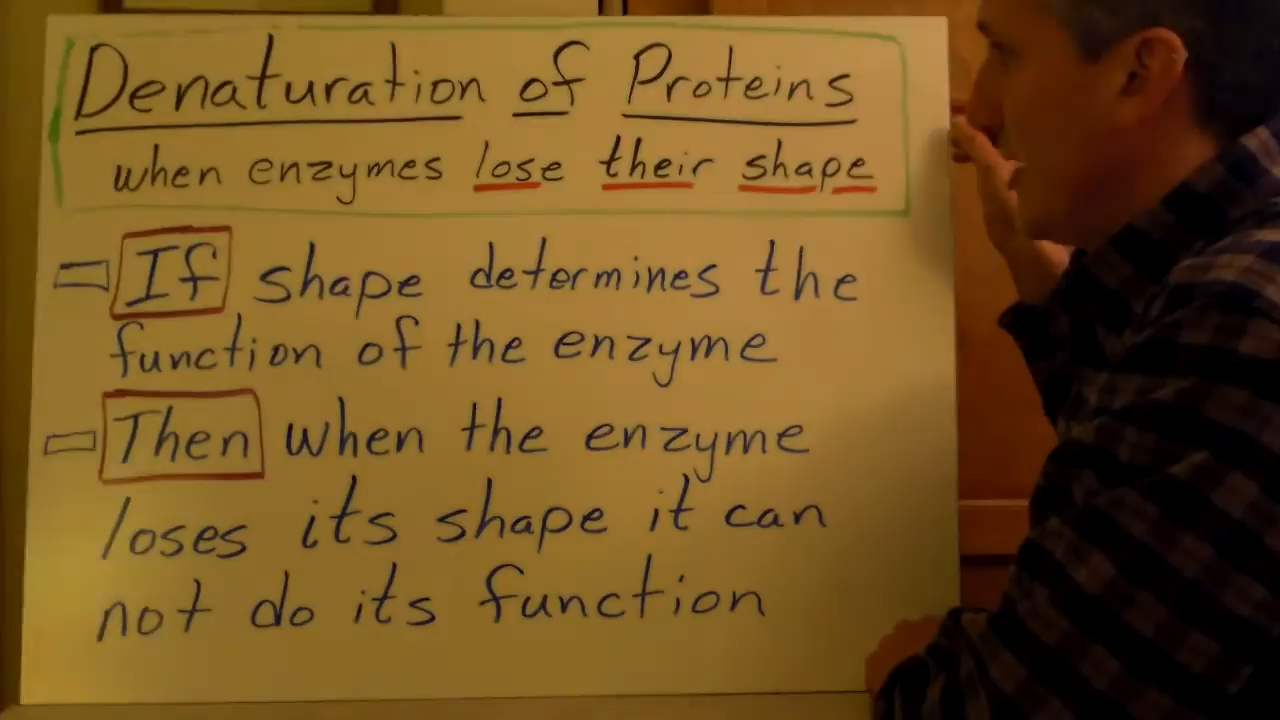 Denaturation of Proteins
when enzymes lose their shape
If shape determines the
function of the enzyme
Then when the enzyme
loses its shape it can
not do its function